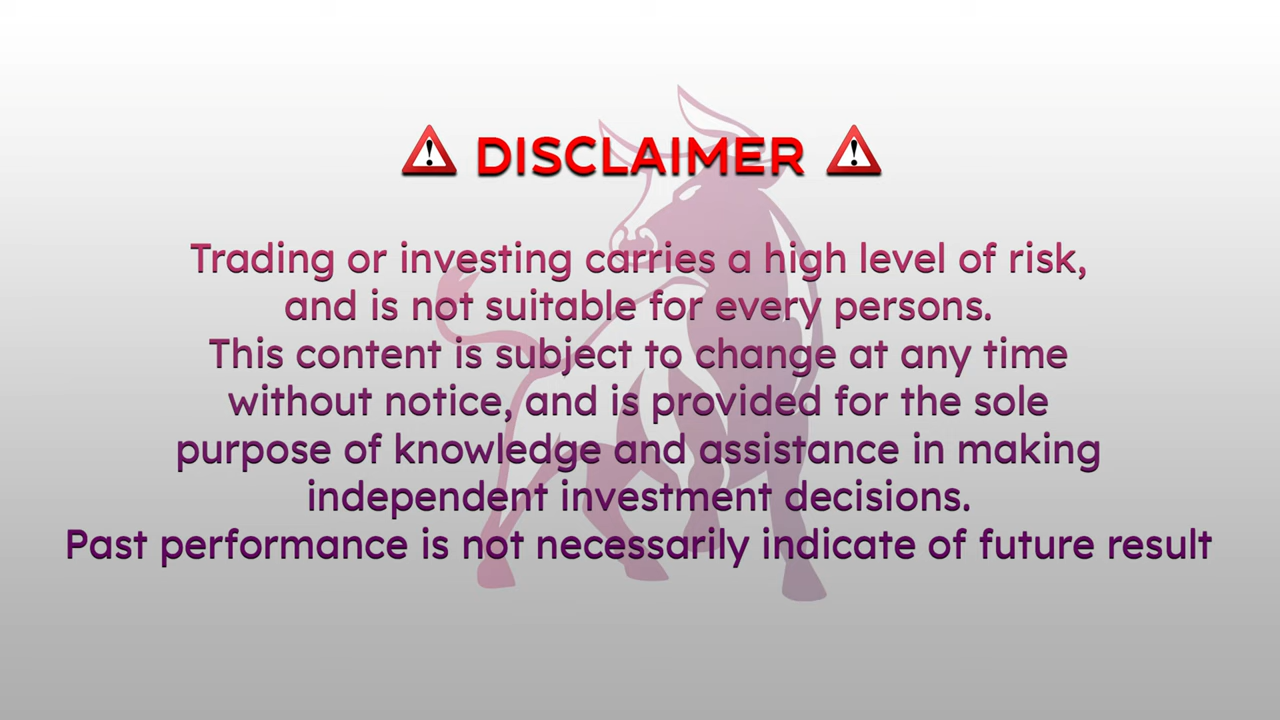 DISCLAIMER
Trading or investing carries a high level of risk,
and is not suitable for every persons.
This content is subject to change at any time
without notice, and is provided for the sole
purpose of knowledge and assistance in making
independent investment decisions.
Past performance is not necessarily indicate of future result